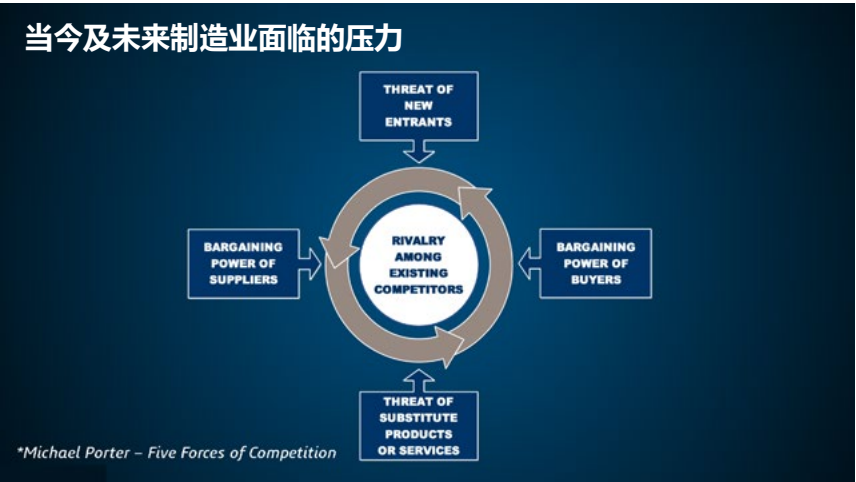 当今及未来制造业面临的压力
THREAT OF
NEW
ENTRANTS
BARGAINING
POWER OF
SUPPLIERS
RIVALRY
AMONG
EXISTING
COMPETITORS
BARGAINING
POWER OF
BUYERS
THREAT OF
SUBSTITUTE
PRODUCTS
OR SERVICES
*Michael Porter – Five Forces of Competition